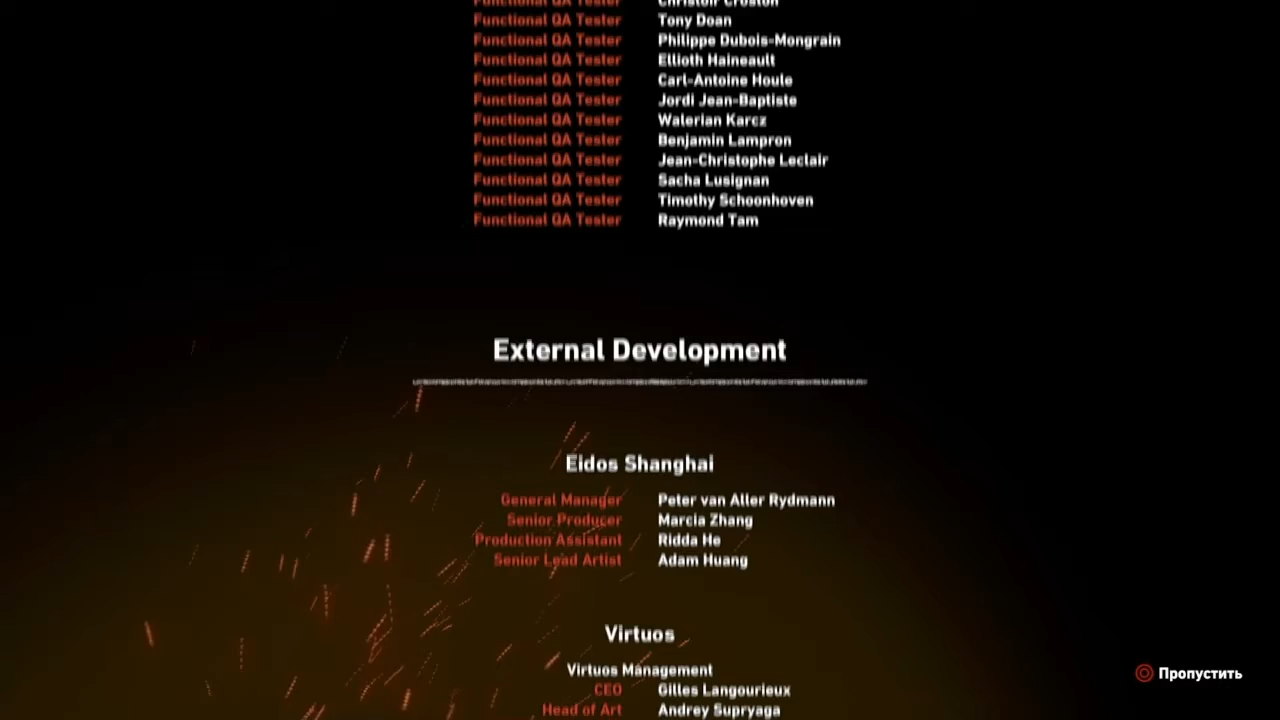 Functional QA Tester
Functional QA Tester Tony Doan
Functional QA Tester Philippe Dubois-Mongrain
Functional QA Tester Ellioth Haineault
Functional QA Tester Carl-Antoine Houle
Functional QA Tester Jordi Jean-Baptiste
Functional QA Tester Walerian Karcz
Functional QA Tester Benjamin Lampron
Functional QA Tester Jean-Christophe Leclair
Functional QA Tester Sacha Lusignan
Functional QA Tester Timothy Schoonhoven
Functional QA Tester Raymond Tam
External Development
Eidos Shanghai
General Manager Peter van Aller Rydmann
Senior Producer Marcia Zhang
Production Assistant Ridda He
Senior Lead Artist Adam Huang
Virtuos
Virtuos Management
CEO Gilles Langourieux
Head of Art Andrey Supryaga
Пропустить